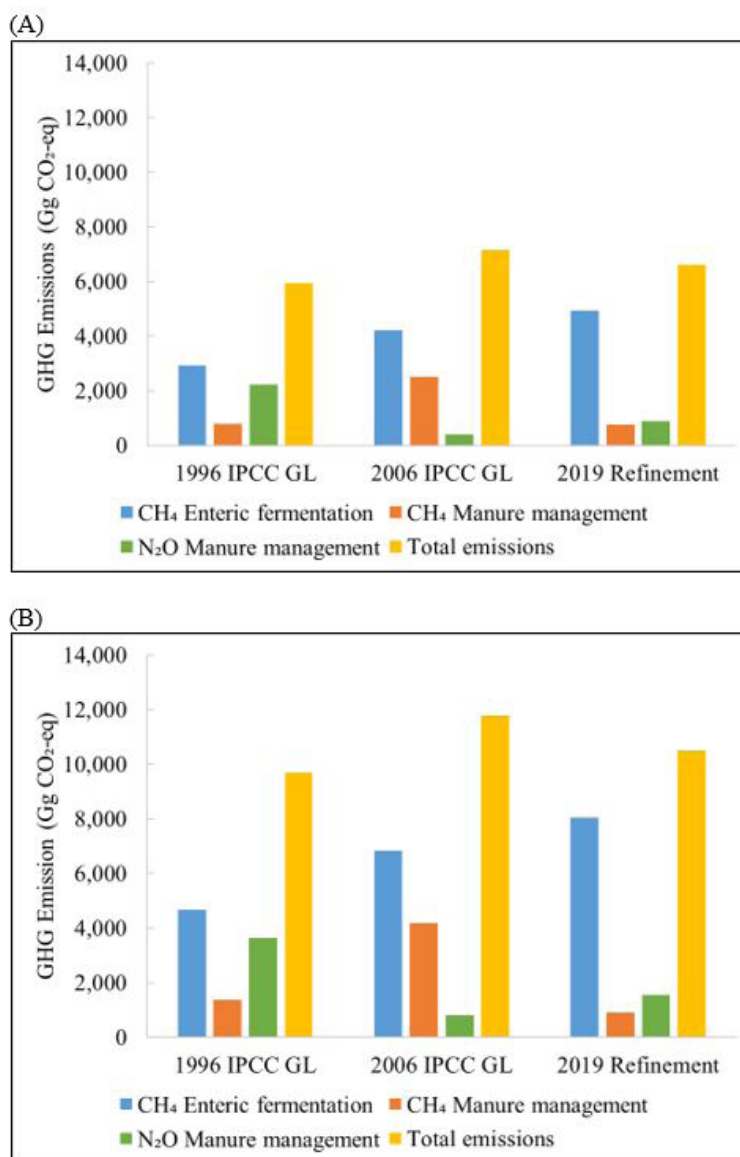 (A)
GHG Emissions (Gg CO₂-eq)
14,000
12,000
10,000
8,000
6,000
4,000
2,000
0
1996 IPCC GL 2006 IPCC GL 2019 Refinement
CH₄ Enteric fermentation CH₄ Manure management
N₂O Manure management Total emissions
(B)
GHG Emission (Gg CO₂-eq)
14,000
12,000
10,000
8,000
6,000
4,000
2,000
0
1996 IPCC GL 2006 IPCC GL 2019 Refinement
CH₄ Enteric fermentation CH₄ Manure management
N₂O Manure management Total emissions